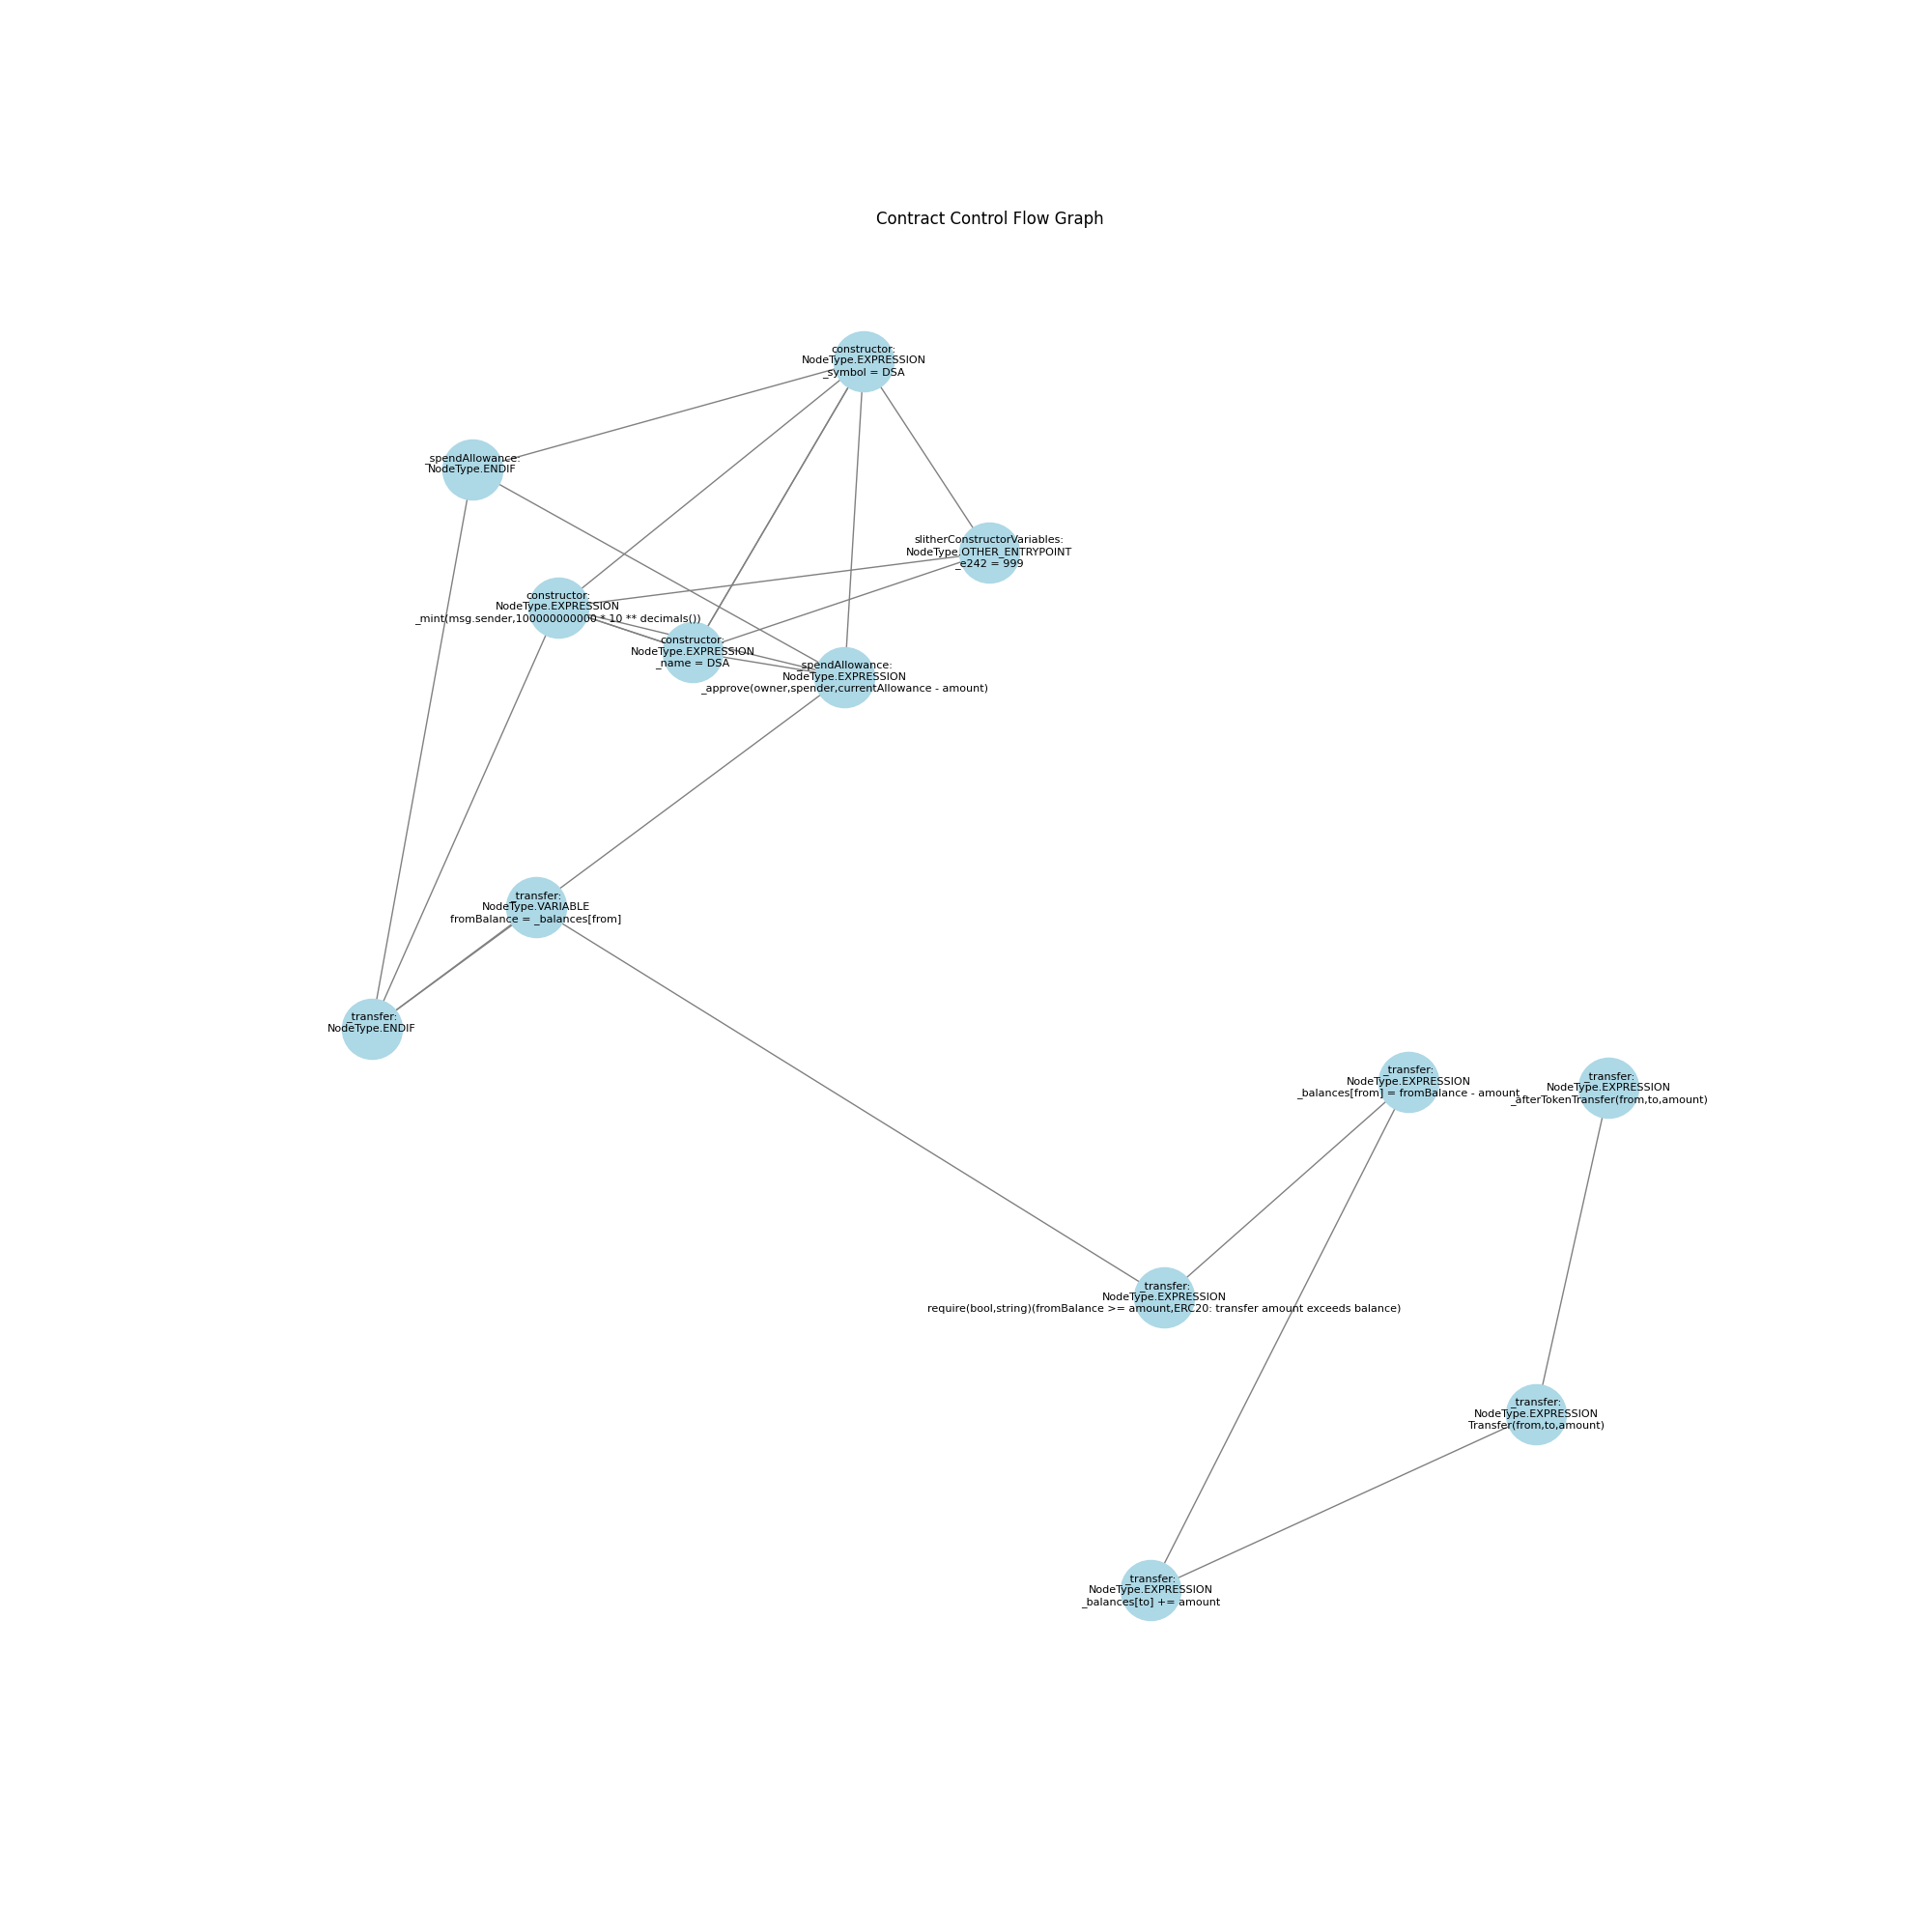 Contract Control Flow Graph
constructor:
NodeType.EXPRESSION
_symbol = DSA
_spendAllowance:
NodeType.ENDIF
slitherConstructorVariables:
NodeType.OTHER_ENTRYPOINT
_e242 = 999
constructor:
NodeType.EXPRESSION
_mint(msg.sender,100000000000 * 10 ** decimals())
constructor:
NodeType.EXPRESSION
_name = DSA
_spendAllowance:
NodeType.EXPRESSION
_approve(owner,spender,currentAllowance - amount)
_transfer:
NodeType.VARIABLE
fromBalance = _balances[from]
_transfer:
NodeType.ENDIF
_transfer:
NodeType.EXPRESSION
_balances[from] = fromBalance - amount
_transfer:
NodeType.EXPRESSION
_afterTokenTransfer(from,to,amount)
_transfer:
NodeType.EXPRESSION
require(bool,string)(fromBalance >= amount,ERC20: transfer amount exceeds balance)
_transfer:
NodeType.EXPRESSION
Transfer(from,to,amount)
_transfer:
NodeType.EXPRESSION
_balances[to] += amount